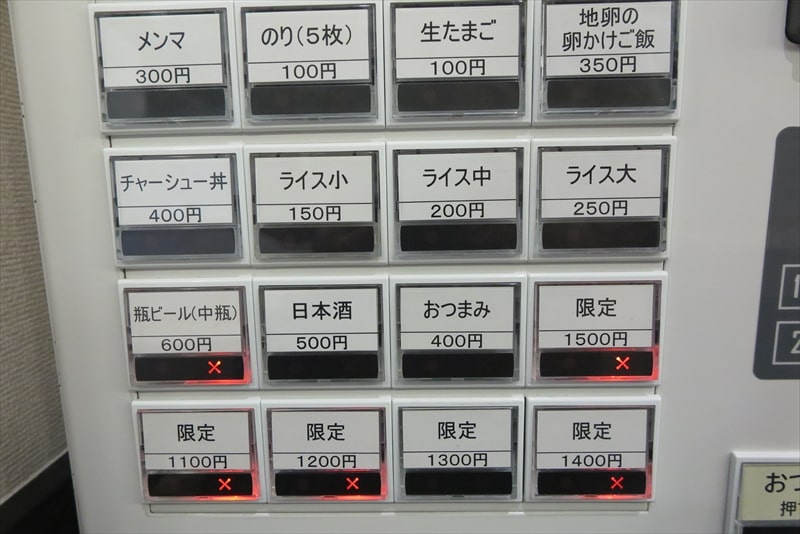 メンマ
300円
のり(5枚)
100円
生たまご
100円
地卵の
卵かけご飯
350円
チャーシュー丼
400円
ライス小
150円
ライス中
200円
ライス大
250円
瓶ビール(中瓶)
600円
×
日本酒
500円
おつまみ
400円
限定
1500円
×
限定
1100円
×
限定
1200円
×
限定
1300円
限定
1400円
×
おつ
押